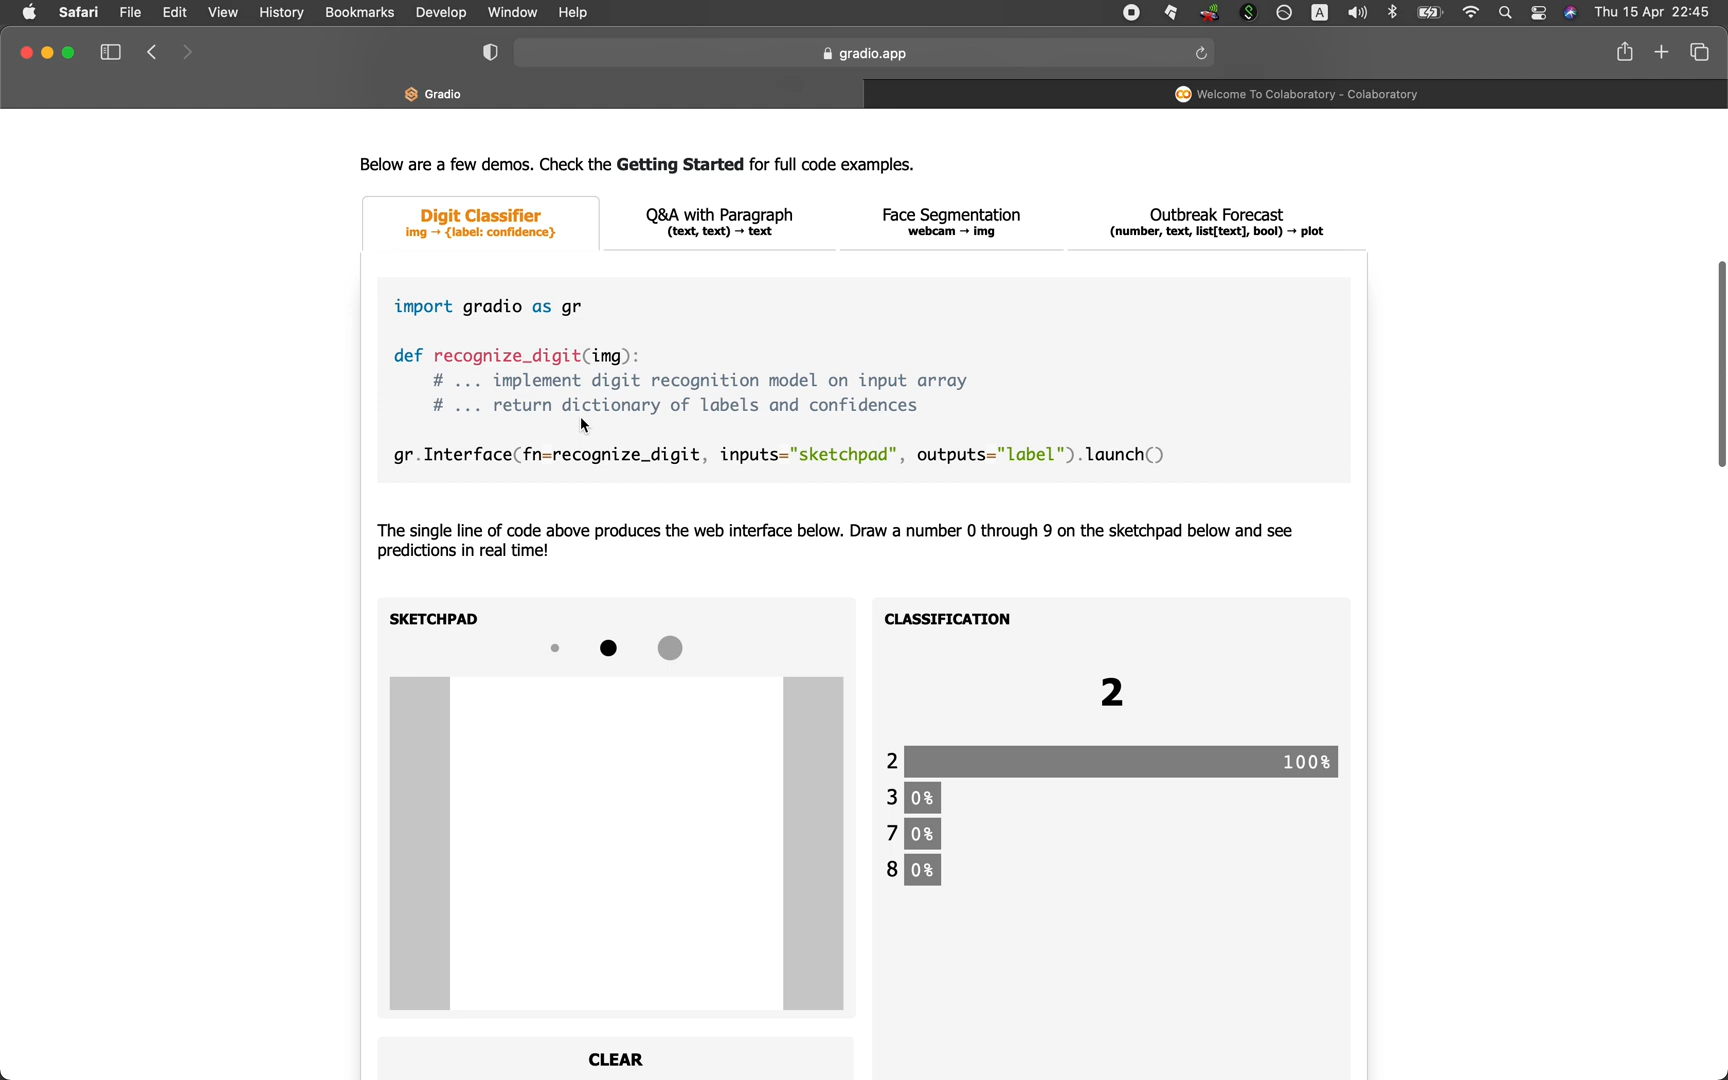 Safari File Edit View History Bookmarks Develop Window Help A Thu 15 Apr 22:45
gradio.app
Gradio
Welcome To Colaboratory - Colaboratory
Below are a few demos. Check the Getting Started for full code examples.
Digit Classifier
img → {label: confidence}
Q&A with Paragraph
(text, text) → text
Face Segmentation
webcam → img
Outbreak Forecast
(number, text, list[text], bool) → plot
import gradio as gr
def recognize_digit(img):
# ... implement digit recognition model on input array
# ... return dictionary of labels and confidences
gr.Interface(fn=recognize_digit, inputs="sketchpad", outputs="label").launch()
The single line of code above produces the web interface below. Draw a number 0 through 9 on the sketchpad below and see
predictions in real time!
SKETCHPAD
CLASSIFICATION
2
2 100%
3 0%
7 0%
8 0%
CLEAR